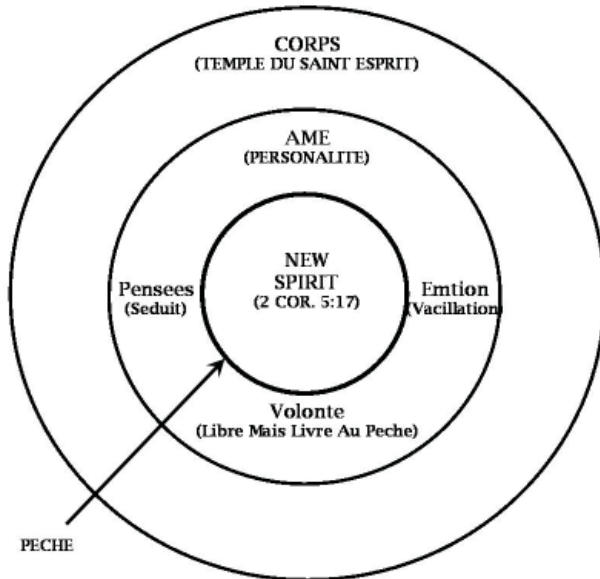 CORPS
(TEMPLE DU SAINT ESPRIT)
AME
(PERSONALITE)
NEW
SPIRIT
(2 COR. 5:17)
Pensees
(Seduit)
Emtion
(Vacillation)
Volonte
(Libre Mais Livre Au Peche)
PECHE